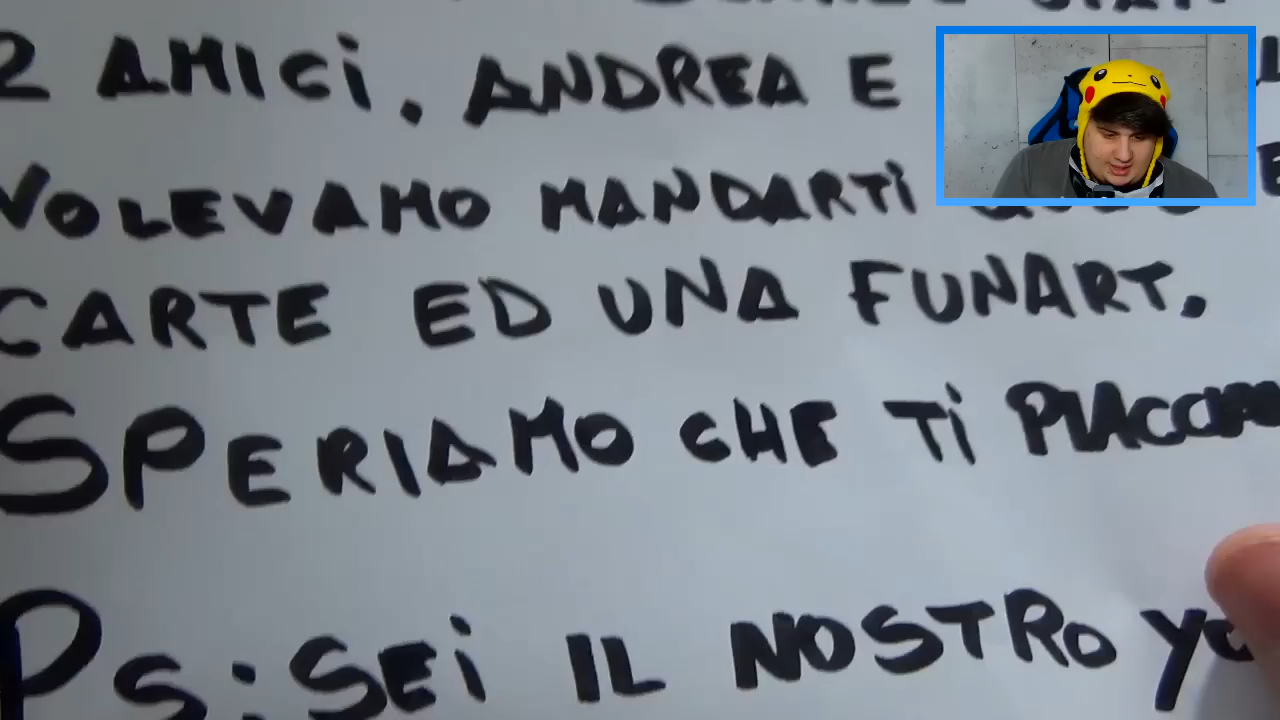 2 AMICI. ANDREA E
VOLEVAMO MANDARTI
CARTE ED UNA FUNART.
SPERIAMO CHE TI
PS: SEI IL NOSTRO